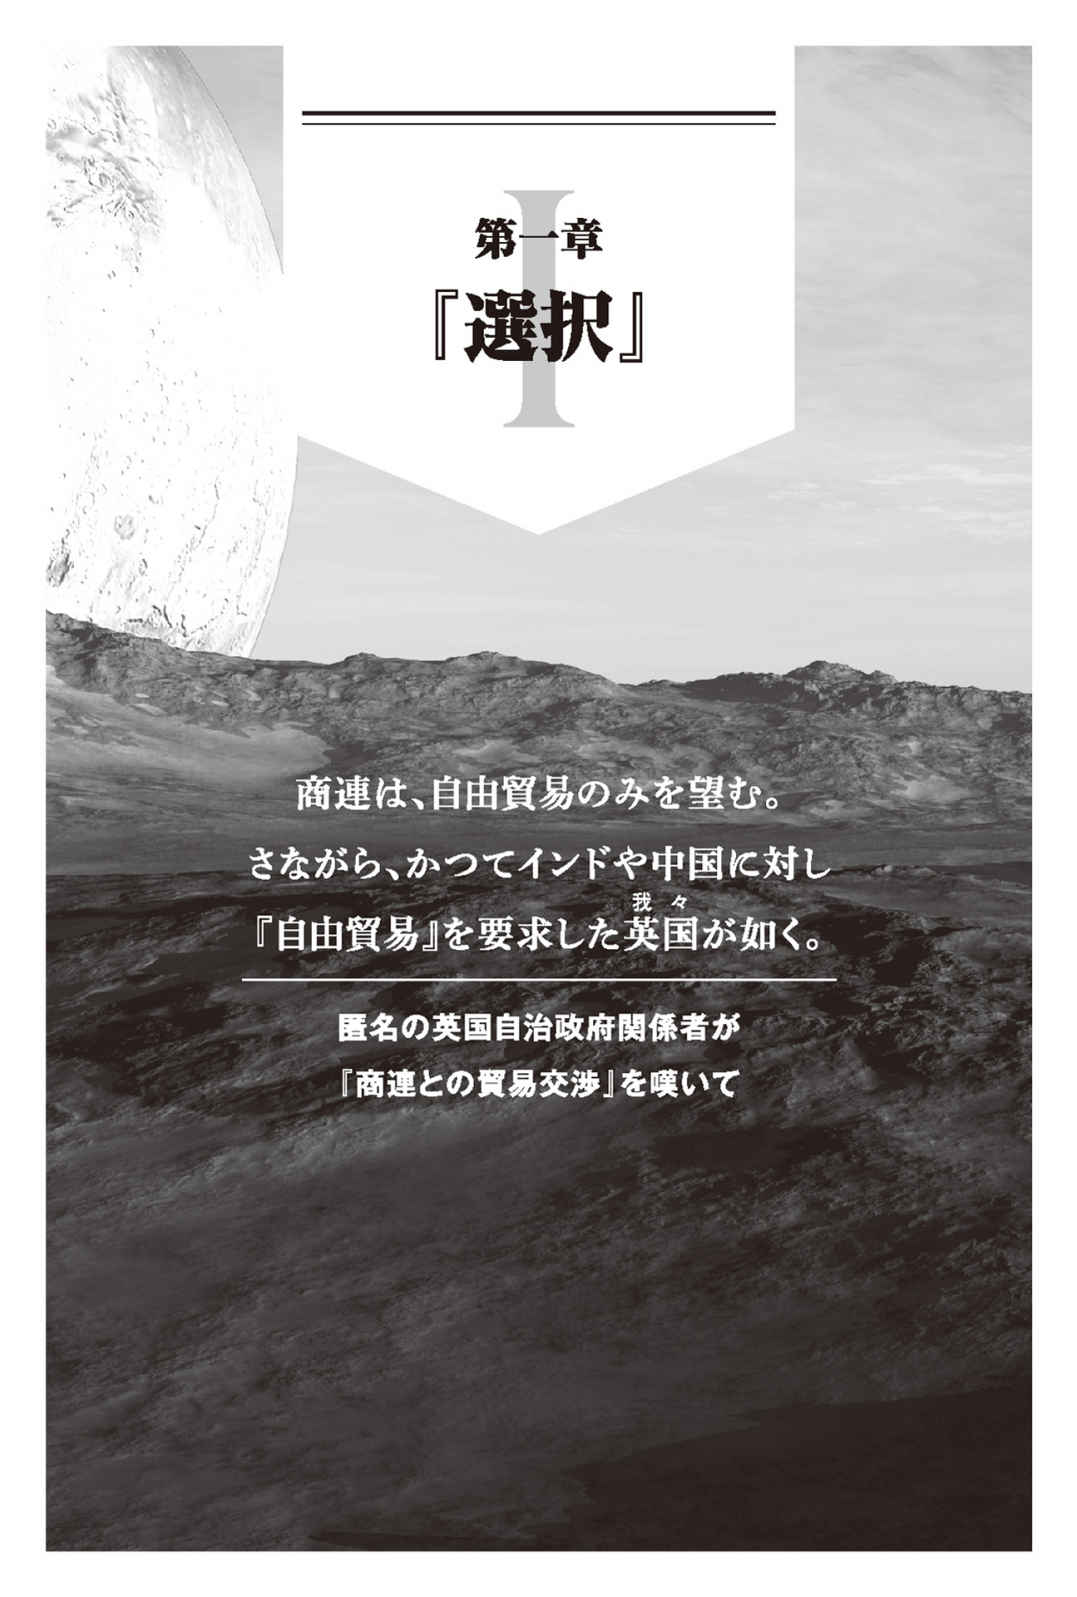 I
第一章
『選択』
商連は、自由貿易のみを望む。
さながら、かつてインドや中国に対し
我々
『自由貿易』を要求した英国が如く。
匿名の英国自治政府関係者が
『商連との貿易交渉』を嘆いて